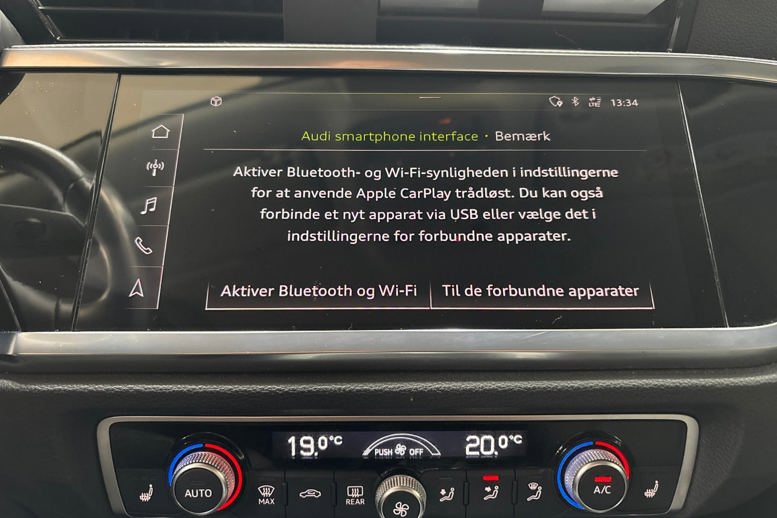 LTE 13:34
Audi smartphone interface · Bemærk
Aktiver Bluetooth- og Wi-Fi-synligheden i indstillingerne
for at anvende Apple CarPlay trådløst. Du kan også
forbinde et nyt apparat via USB eller vælge det i
indstillingerne for forbundne apparater.
Aktiver Bluetooth og Wi-Fi Til de forbundne apparater
19.0°C PUSH OFF 20.0°C
AUTO MAX REAR A/C